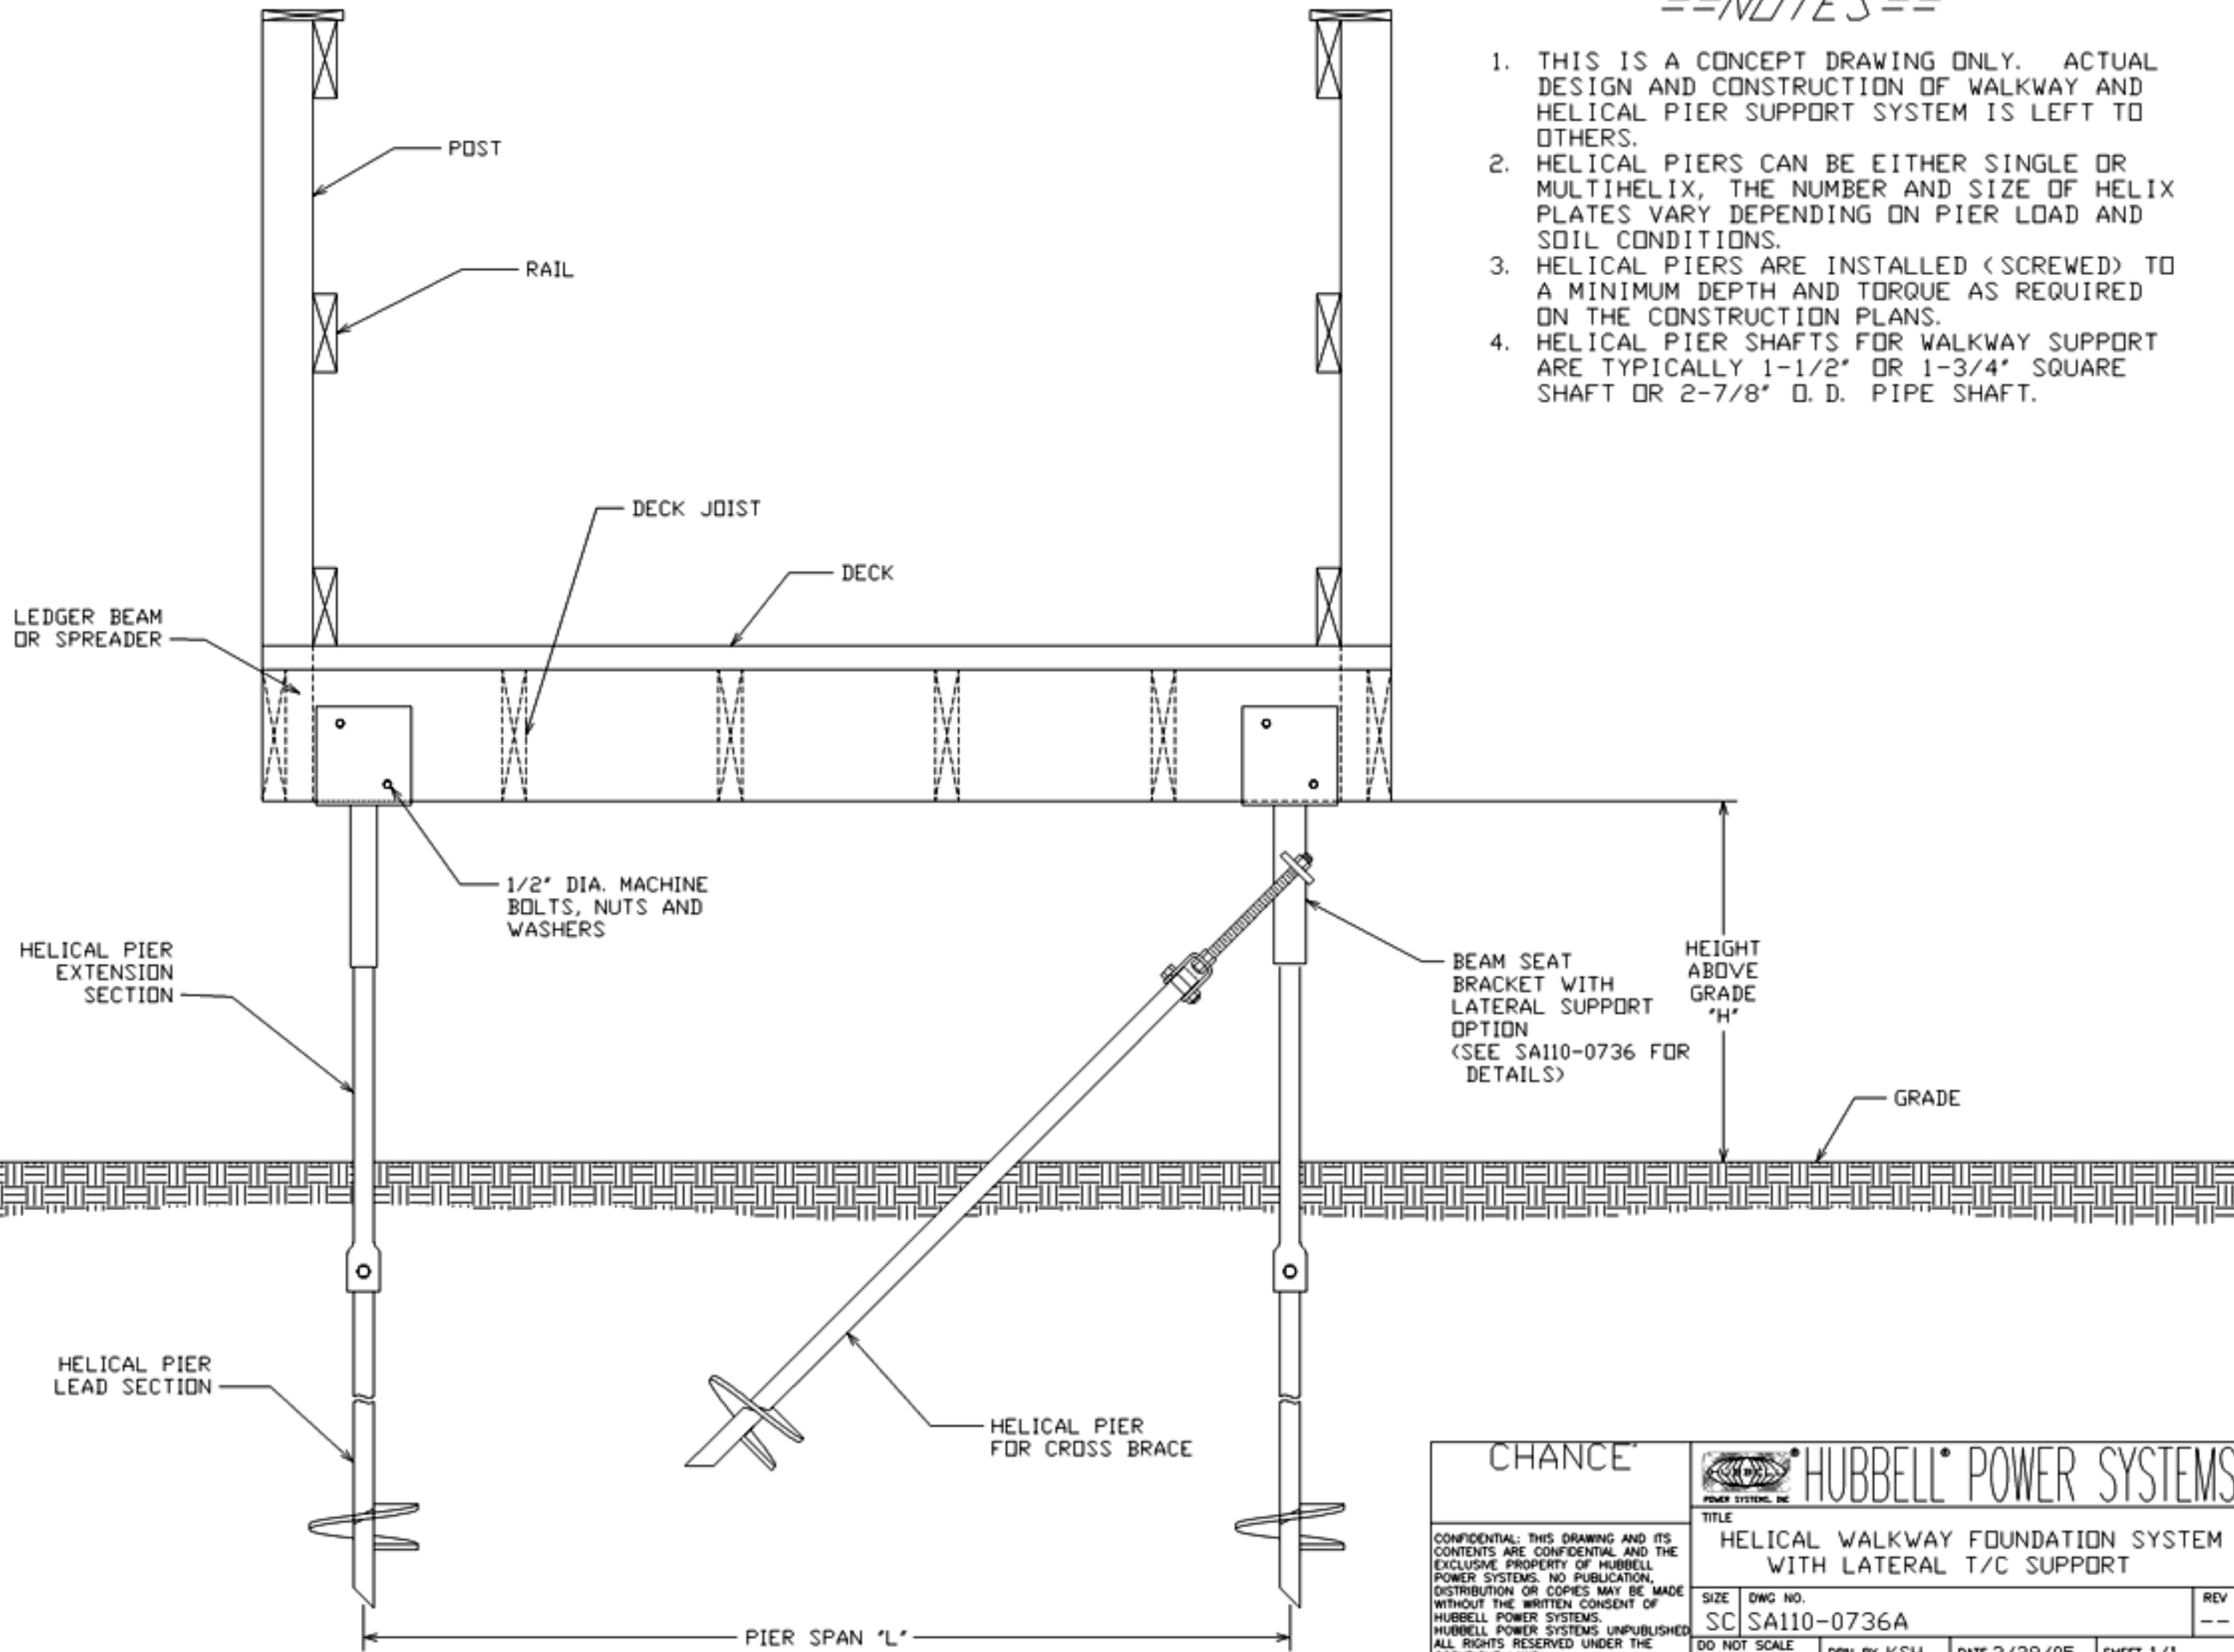 ==NOTES==
1. THIS IS A CONCEPT DRAWING ONLY. ACTUAL
DESIGN AND CONSTRUCTION OF WALKWAY AND
HELICAL PIER SUPPORT SYSTEM IS LEFT TO
OTHERS.
2. HELICAL PIERS CAN BE EITHER SINGLE OR
MULTIHELIX, THE NUMBER AND SIZE OF HELIX
PLATES VARY DEPENDING ON PIER LOAD AND
SOIL CONDITIONS.
3. HELICAL PIERS ARE INSTALLED (SCREWED) TO
A MINIMUM DEPTH AND TORQUE AS REQUIRED
ON THE CONSTRUCTION PLANS.
4. HELICAL PIER SHAFTS FOR WALKWAY SUPPORT
ARE TYPICALLY 1-1/2" OR 1-3/4" SQUARE
SHAFT OR 2-7/8" O.D. PIPE SHAFT.
POST
RAIL
DECK JOIST
DECK
LEDGER BEAM
OR SPREADER
1/2" DIA. MACHINE
BOLTS, NUTS AND
WASHERS
HELICAL PIER
EXTENSION
SECTION
BEAM SEAT
BRACKET WITH
LATERAL SUPPORT
OPTION
(SEE SA110-0736 FOR
DETAILS)
HEIGHT
ABOVE
GRADE
"H"
GRADE
HELICAL PIER
LEAD SECTION
HELICAL PIER
FOR CROSS BRACE
PIER SPAN "L"
CHANCE
CONFIDENTIAL: THIS DRAWING AND ITS
CONTENTS ARE CONFIDENTIAL AND THE
EXCLUSIVE PROPERTY OF HUBBELL
POWER SYSTEMS. NO PUBLICATION,
DISTRIBUTION OR COPIES MAY BE MADE
WITHOUT THE WRITTEN CONSENT OF
HUBBELL POWER SYSTEMS.
HUBBELL POWER SYSTEMS UNPUBLISHED
ALL RIGHTS RESERVED UNDER THE
POWER SYSTEMS, INC
® HUBBELL® POWER SYSTEMS
TITLE
HELICAL WALKWAY FOUNDATION SYSTEM
WITH LATERAL T/C SUPPORT
SIZE DWG NO. REV
SC SA110-0736A --
DO NOT SCALE